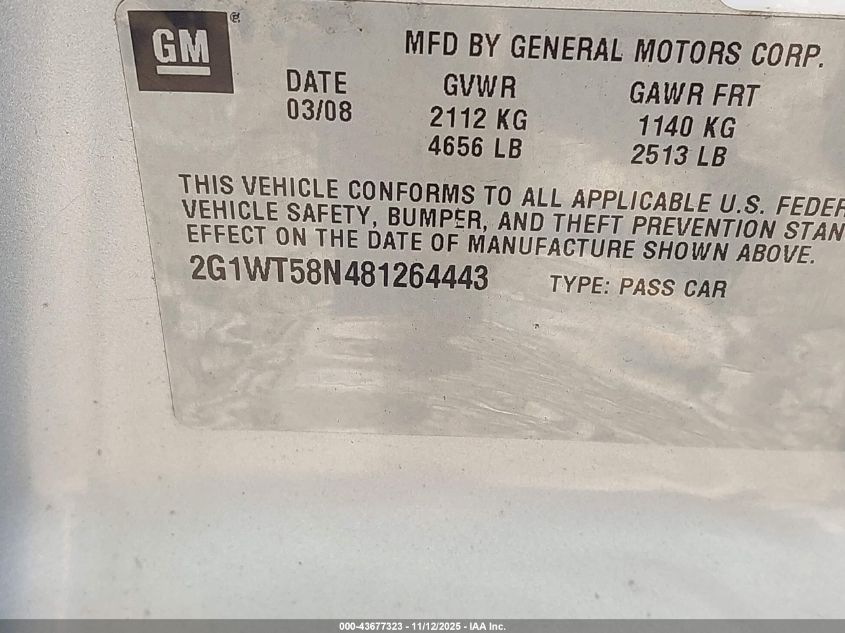 GM ®
MFD BY GENERAL MOTORS CORP.
DATE GVWR GAWR FRT
03/08 2112 KG 1140 KG
4656 LB 2513 LB
THIS VEHICLE CONFORMS TO ALL APPLICABLE U.S. FEDER
VEHICLE SAFETY, BUMPER, AND THEFT PREVENTION STAN
EFFECT ON THE DATE OF MANUFACTURE SHOWN ABOVE.
2G1WT58N481264443 TYPE: PASS CAR
000-43677323 - 11/12/2025 - IAA Inc.